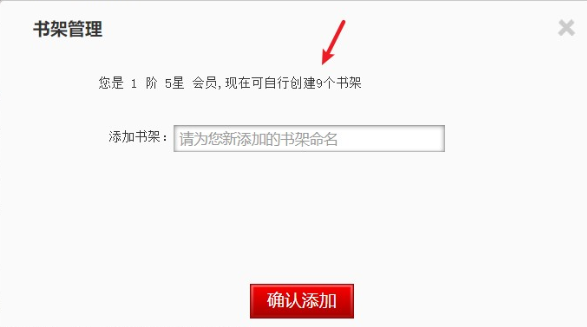 书架管理
您是 1 阶 5星 会员,现在可自行创建9个书架
添加书架：请为您新添加的书架命名
确认添加